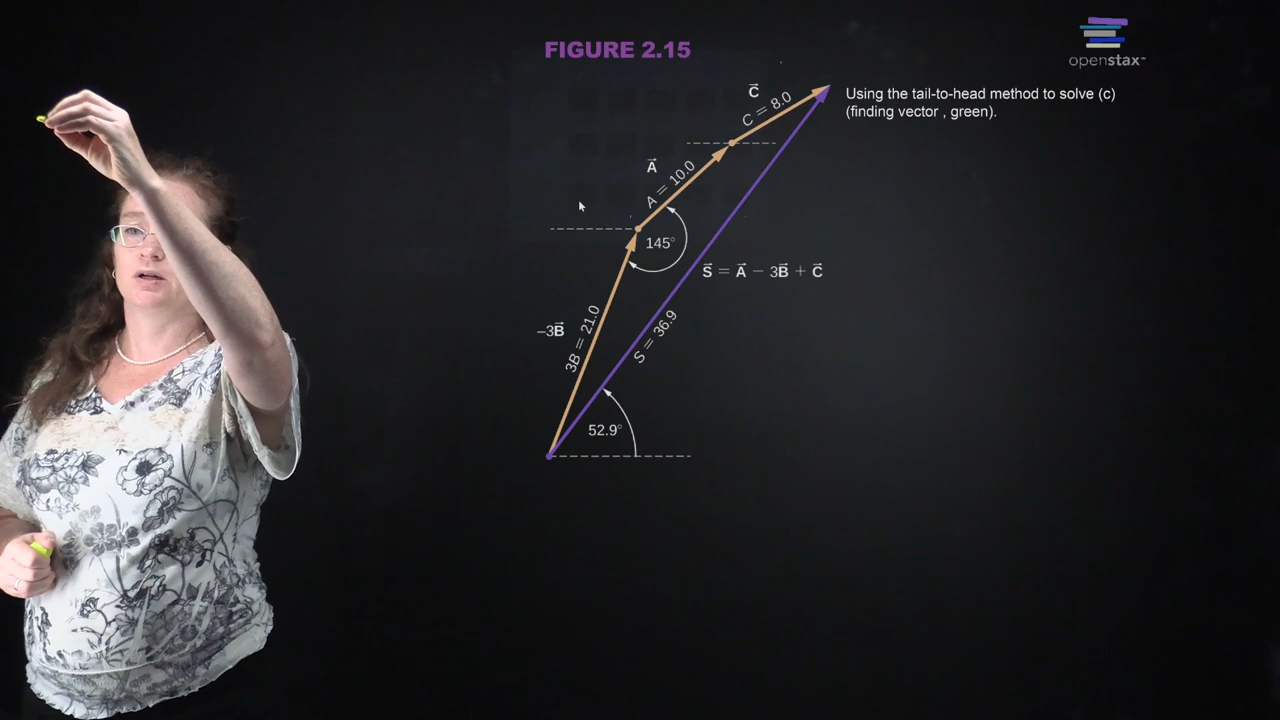 FIGURE 2.15
openstax™
Using the tail-to-head method to solve (c)
(finding vector , green).
C⃗
C = 8.0
A⃗
A = 10.0
145°
S⃗ = A⃗ − 3B⃗ + C⃗
−3B⃗
3B = 21.0
S = 36.9
52.9°